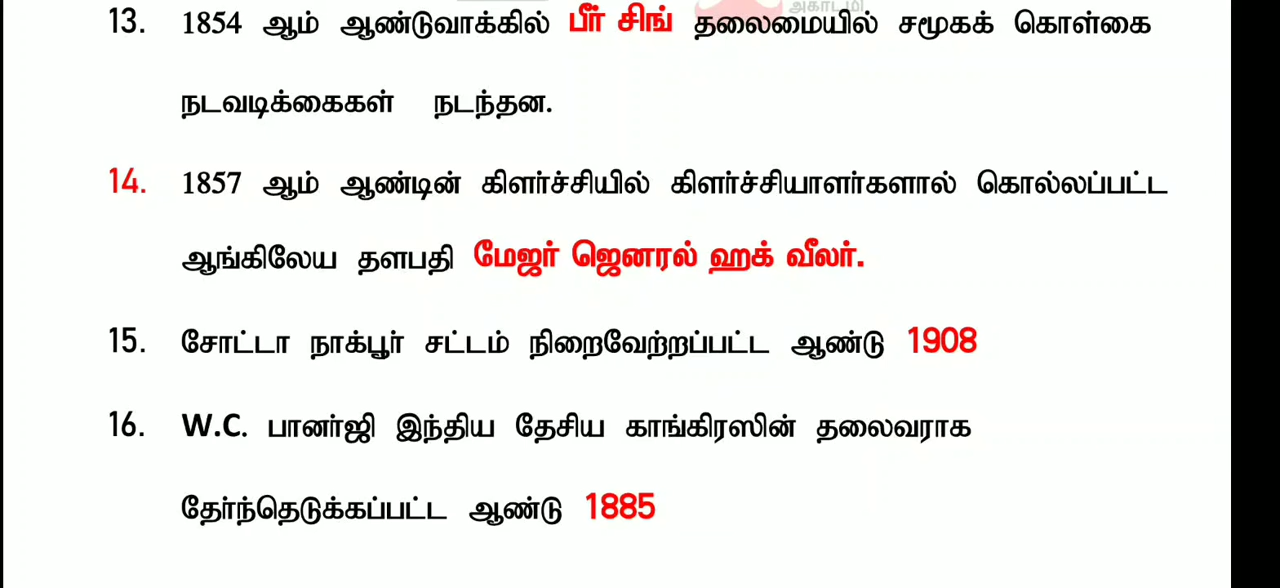 அகாடமி
13. 1854 ஆம் ஆண்டுவாக்கில் பீர் சிங் தலைமையில் சமூகக் கொள்கை
நடவடிக்கைகள் நடந்தன.
14. 1857 ஆம் ஆண்டின் கிளர்ச்சியில் கிளர்ச்சியாளர்களால் கொல்லப்பட்ட
ஆங்கிலேய தளபதி மேஜர் ஜெனரல் ஹக் வீலர்.
15. சோட்டா நாக்பூர் சட்டம் நிறைவேற்றப்பட்ட ஆண்டு 1908
16. W.C. பானர்ஜி இந்திய தேசிய காங்கிரஸின் தலைவராக
தேர்ந்தெடுக்கப்பட்ட ஆண்டு 1885